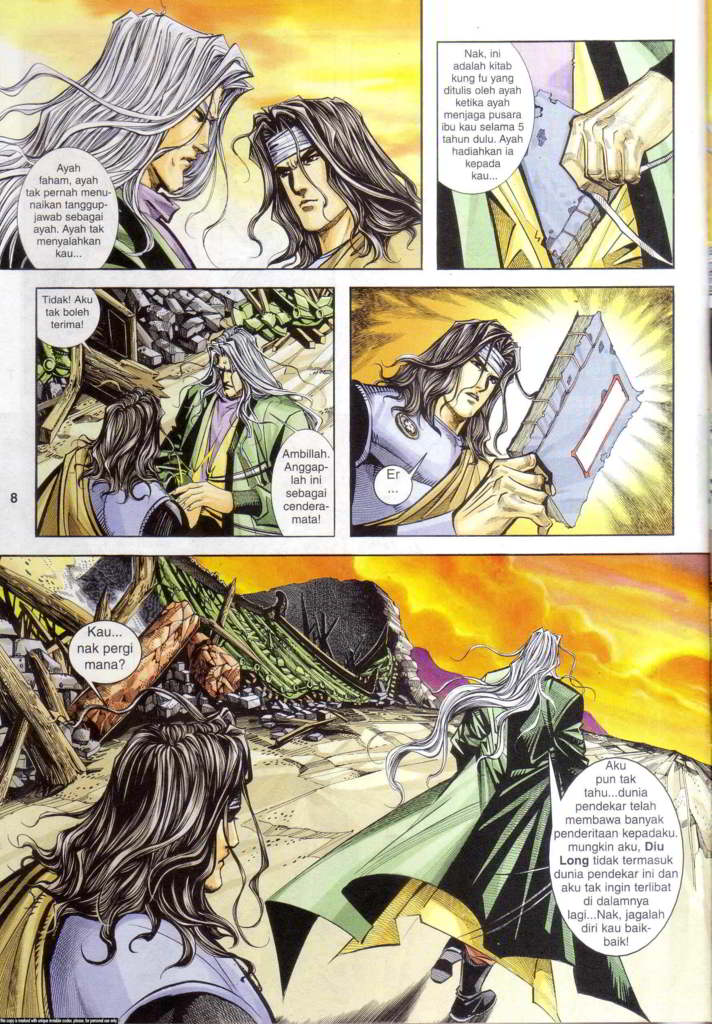 Ayah
faham, ayah
tak pernah menu-
naikan tanggup-
jawab sebagai
ayah. Ayah tak
menyalahkan
kau...
Nak, ini
adalah kitab
kung fu yang
ditulis oleh ayah
ketika ayah
menjaga pusara
ibu kau selama 5
tahun dulu. Ayah
hadiahkan ia
kepada
kau...
Tidak! Aku
tak boleh
terima!
Ambillah.
Anggap-
lah ini
sebagai
cendera-
mata!
Er
...
8
Kau...
nak pergi
mana?
Aku
pun tak
tahu...dunia
pendekar telah
membawa banyak
penderitaan kepadaku.
mungkin aku, Diu
Long tidak termasuk
dunia pendekar ini dan
aku tak ingin terlibat
di dalamnya
lagi...Nak, jagalah
diri kau baik-
baik!